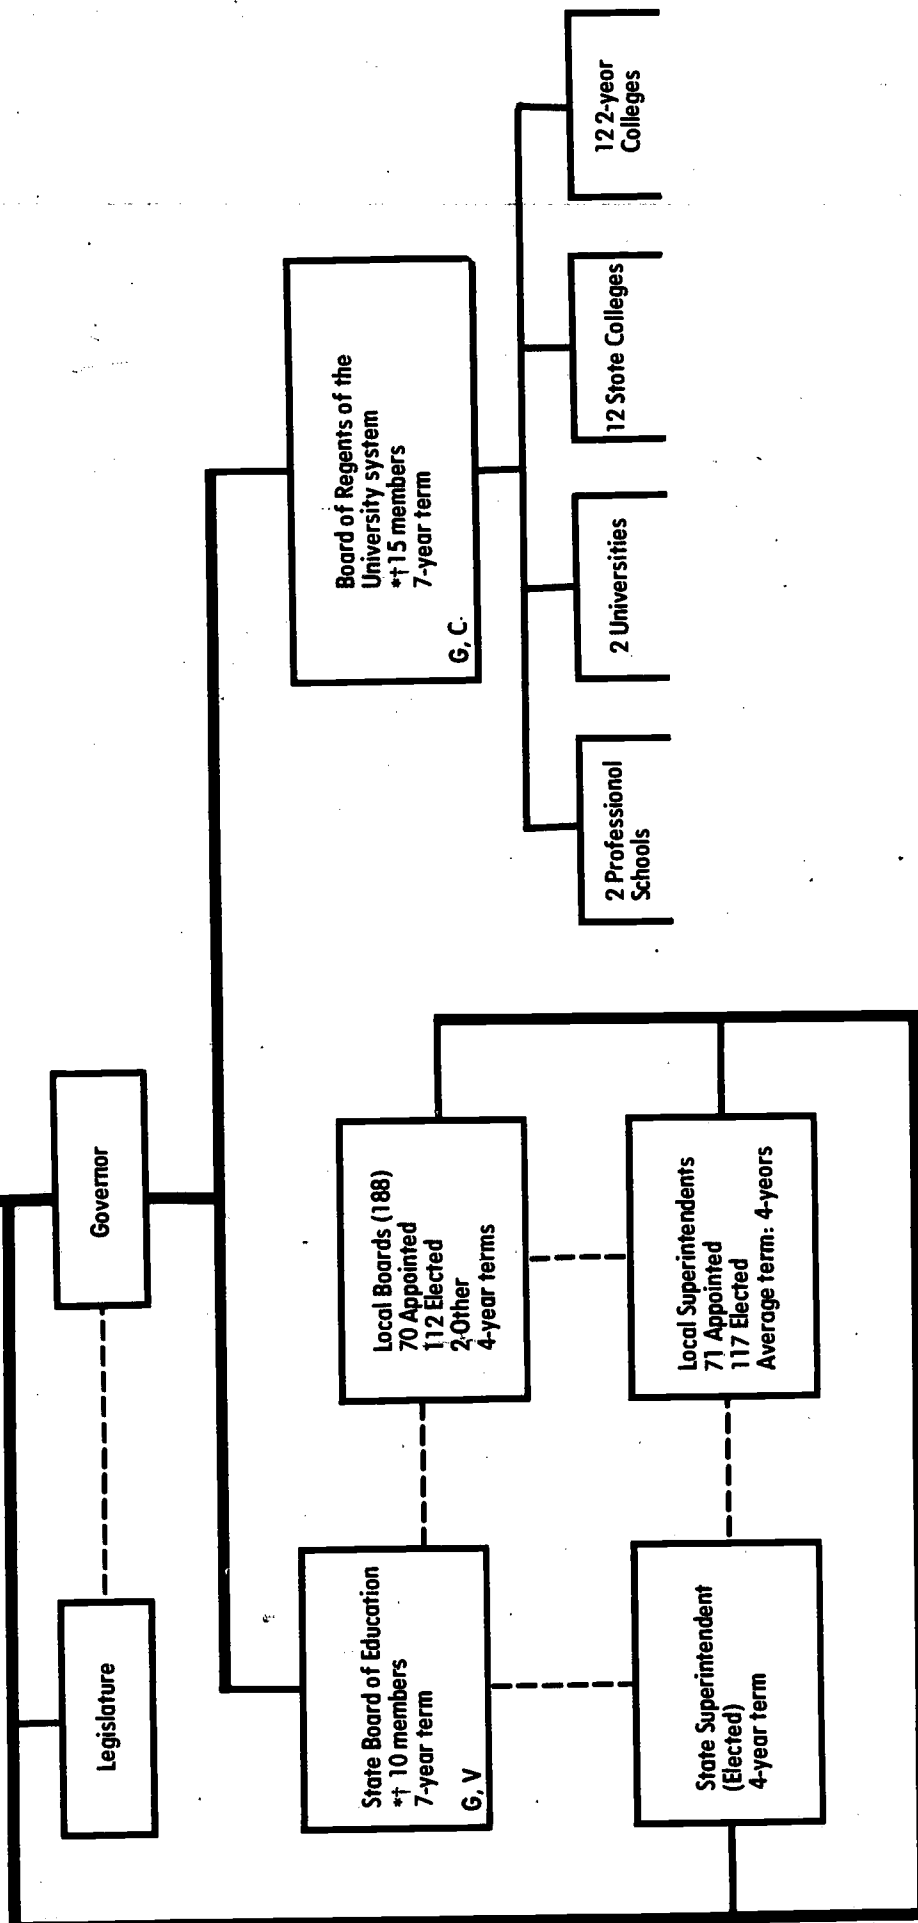 Legislature
Governor
State Board of Education
*† 10 members
7-year term
G, V
Local Boards (188)
70 Appointed
112 Elected
2 Other
4-year terms
State Superintendent
(Elected)
4-year term
Local Superintendents
71 Appointed
117 Elected
Average term: 4-years
Board of Regents of the
University system
*† 15 members
7-year term
G, C.
2 Professional
Schools
2 Universities
12 State Colleges
12 2-year
Colleges